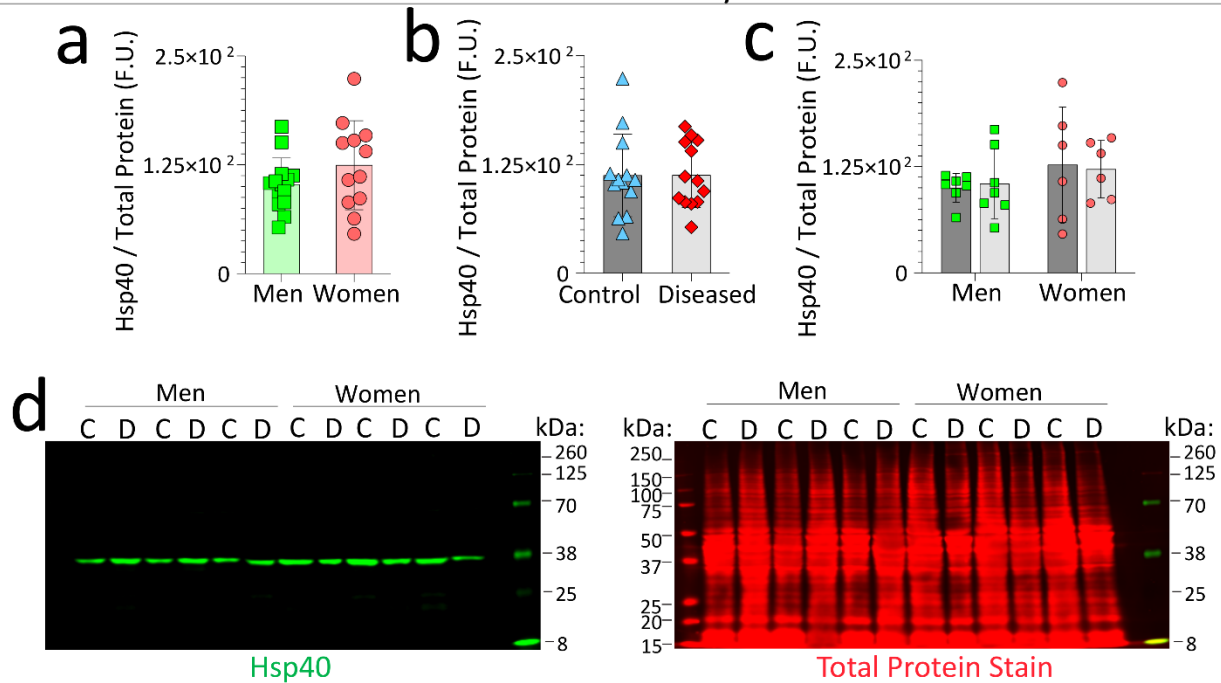 a
Hsp40 / Total Protein (F.U.)
2.5×10 2
1.25×10 2
0
Men Women
b
Hsp40 / Total Protein (F.U.)
2.5×10 2
1.25×10 2
0
Control Diseased
c
Hsp40 / Total Protein (F.U.)
2.5×10 2
1.25×10 2
0
Men Women
d
Men Women
C D C D C D C D C D C D kDa:
260
125
70
38
25
8
Hsp40
Men Women
kDa: C D C D C D C D C D C D kDa:
250
150
100
75
50
37
25
20
15
260
125
70
38
25
8
Total Protein Stain